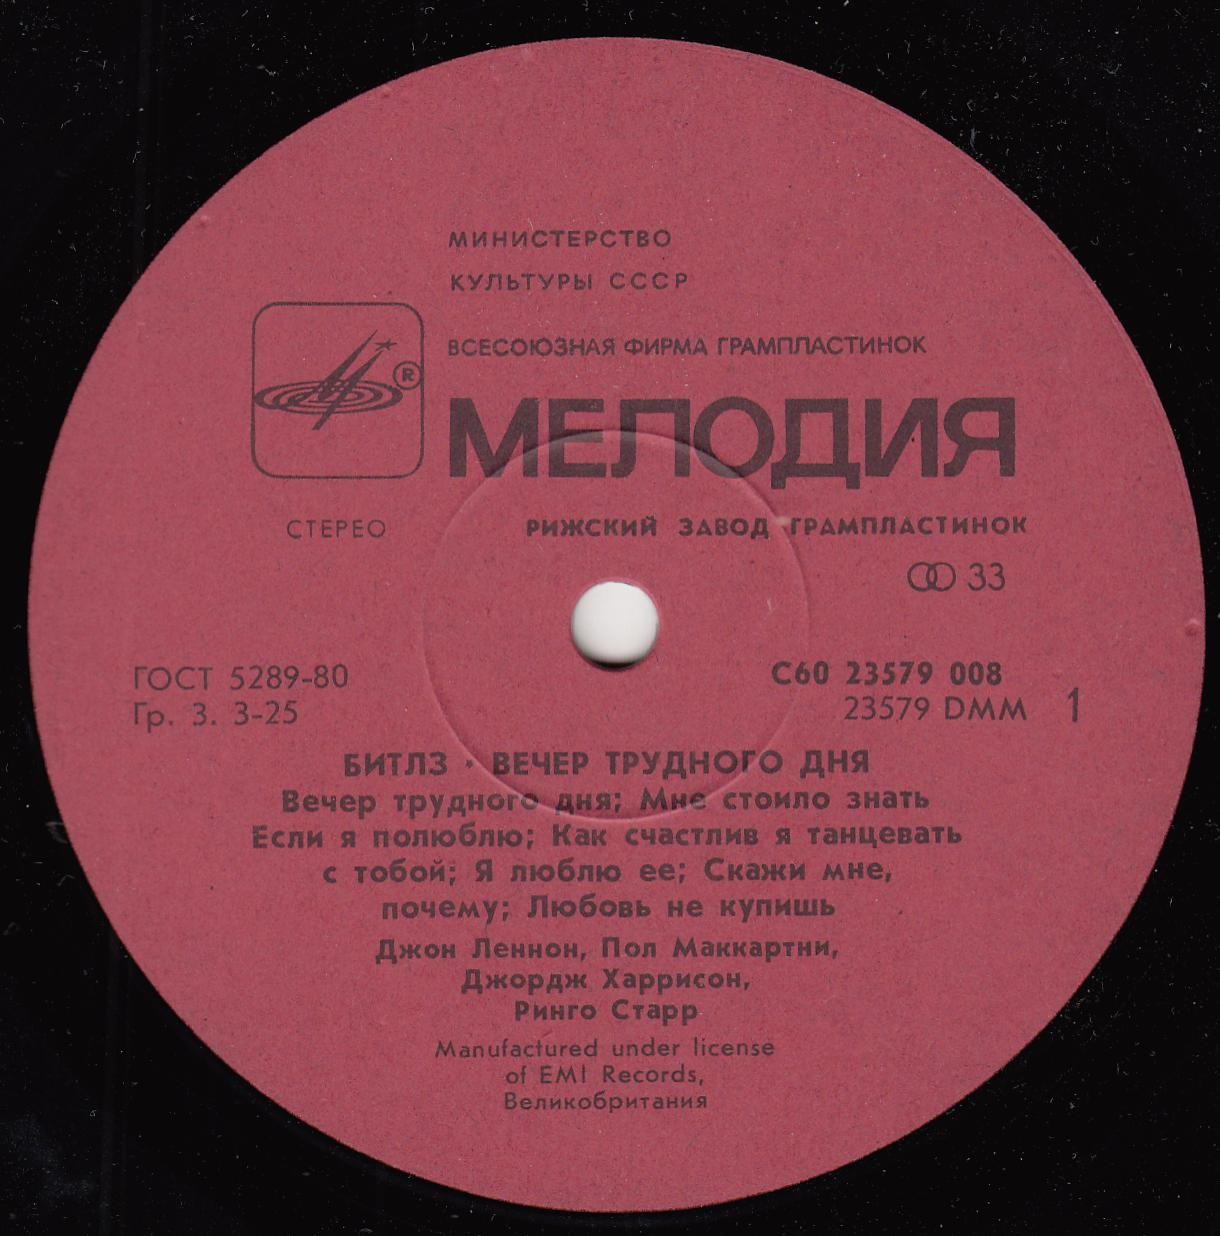 МИНИСТЕРСТВО
КУЛЬТУРЫ СССР
ВСЕСОЮЗНАЯ ФИРМА ГРАМПЛАСТИНОК
®
МЕЛОДИЯ
СТЕРЕО РИЖСКИЙ ЗАВОД ГРАМПЛАСТИНОК
33
ГОСТ 5289-80 С60 23579 008
Гр. 3. 3-25 23579 DMM 1
БИТЛЗ · ВЕЧЕР ТРУДНОГО ДНЯ
Вечер трудного дня; Мне стоило знать
Если я полюблю; Как счастлив я танцевать
с тобой; Я люблю ее; Скажи мне,
почему; Любовь не купишь
Джон Леннон, Пол Маккартни,
Джордж Харрисон,
Ринго Старр
Manufactured under license
of EMI Records,
Великобритания